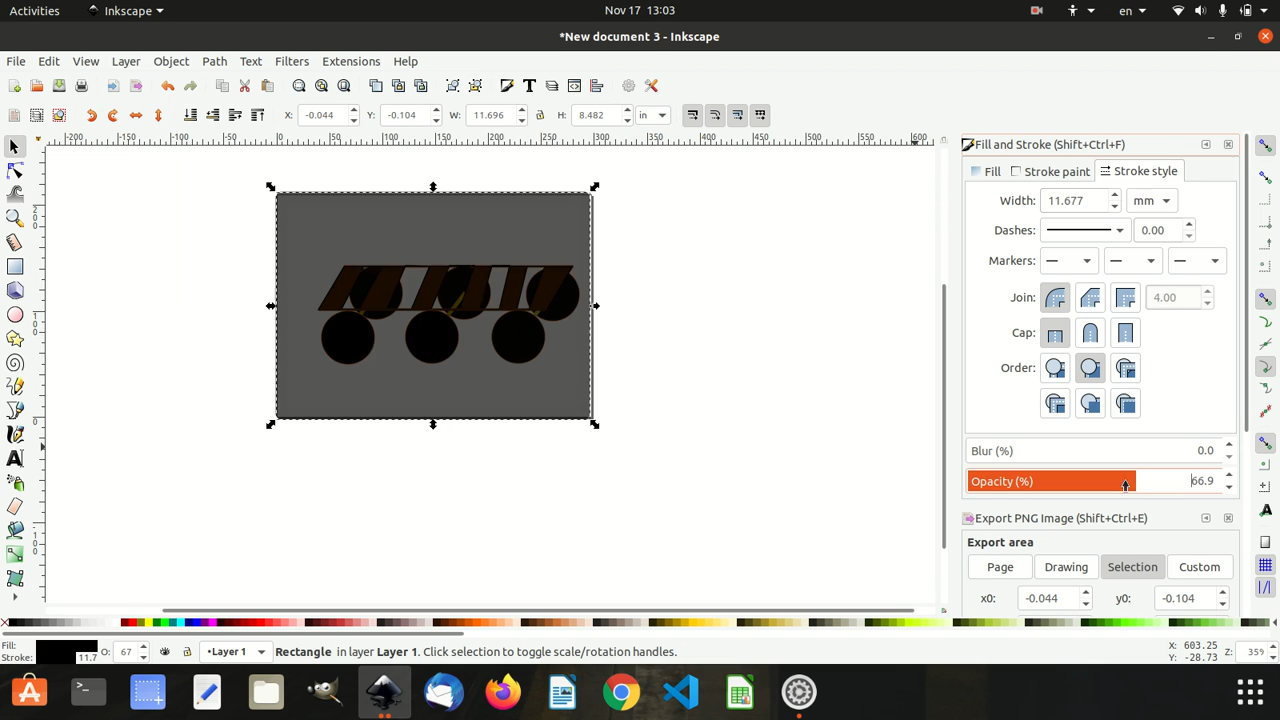 Activities Inkscape Nov 17 13:03 en
*New document 3 - Inkscape
File Edit View Layer Object Path Text Filters Extensions Help
X: -0.044 Y: -0.104 W: 11.696 H: 8.482 in
Fill and Stroke (Shift+Ctrl+F)
Fill Stroke paint Stroke style
Width: 11.677 mm
Dashes: 0.00
Markers:
Join: 4.00
Cap:
Order:
Blur (%) 0.0
Opacity (%) 66.9
Export PNG Image (Shift+Ctrl+E)
Export area
Page Drawing Selection Custom
x0: -0.044 y0: -0.104
Fill:
Stroke: 11.7 O: 67 •Layer 1 Rectangle in layer Layer 1. Click selection to toggle scale/rotation handles. X: 603.25 Y: -28.73 Z: 35%